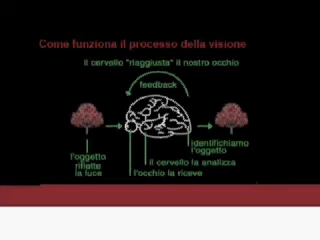 Come funziona il processo della visione
il cervello "riaggiusta" il nostro occhio
feedback
identifichiamo
l'oggetto
l'oggetto
riflette
la luce
il cervello la analizza
l'occhio la riceve